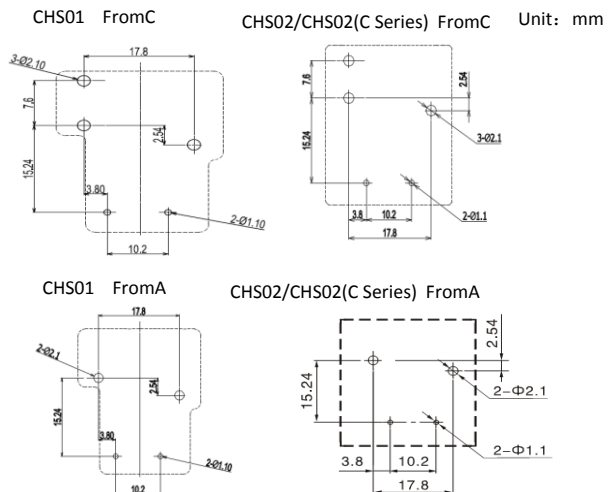 CHS01 FromC
CHS02/CHS02(C Series) FromC Unit: mm
17.8
3-Ø2.10
7.6
2.54
15.24
3.80
2-Ø1.10
10.2
7.6
2.54
15.24
3-Ø2.1
3.8
10.2
2-Ø1.1
17.8
CHS01 FromA
CHS02/CHS02(C Series) FromA
17.8
2-Ø2.1
2.54
15.24
3.80
2-Ø1.10
10.2
2.54
15.24
2-Φ2.1
2-Φ1.1
3.8
10.2
17.8